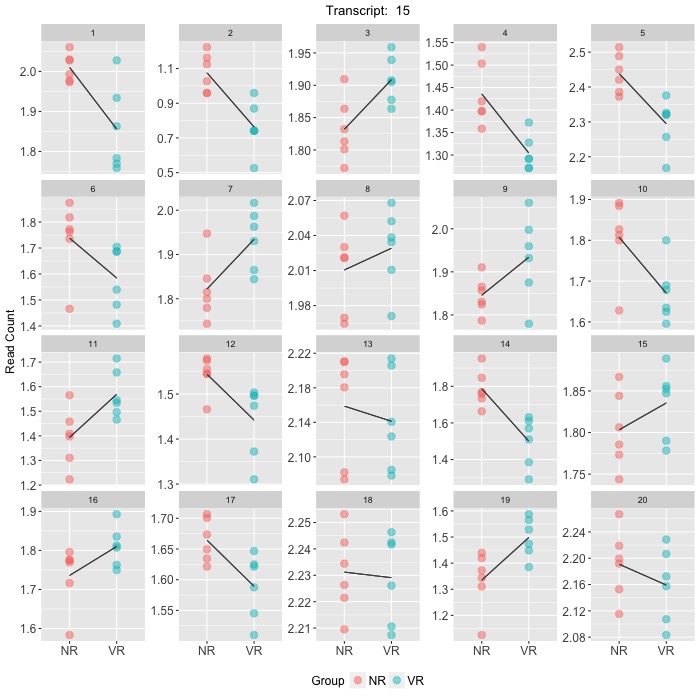 Transcript: 15
1 2 3 4 5
2.0 1.9 1.8
1.1 0.9 0.7 0.5
1.95 1.90 1.85 1.80
1.55 1.50 1.45 1.40 1.35 1.30
2.5 2.4 2.3 2.2
6 7 8 9 10
1.8 1.7 1.6 1.5 1.4
2.0 1.9 1.8
2.07 2.04 2.01 1.98
2.0 1.9 1.8
1.9 1.8 1.7 1.6
Read Count
11 12 13 14 15
1.7 1.6 1.5 1.4 1.3 1.2
1.5 1.4 1.3
2.22 2.18 2.14 2.10
1.8 1.6 1.4
1.85 1.80 1.75
16 17 18 19 20
1.9 1.8 1.7 1.6
1.70 1.65 1.60 1.55
2.25 2.24 2.23 2.22 2.21
1.6 1.5 1.4 1.3 1.2
2.24 2.20 2.16 2.12 2.08
NR VR NR VR NR VR NR VR NR VR
Group NR VR